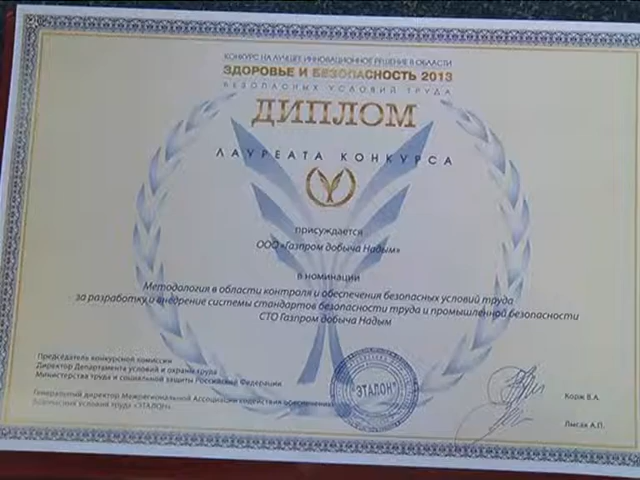 КОНКУРС НА ЛУЧШЕЕ ИННОВАЦИОННОЕ РЕШЕНИЕ В ОБЛАСТИ
ЗДОРОВЬЕ И БЕЗОПАСНОСТЬ 2013
БЕЗОПАСНЫХ УСЛОВИЙ ТРУДА
ДИПЛОМ
ЛАУРЕАТА КОНКУРСА
присуждается
ООО «Газпром добыча Надым»
в номинации
Методология в области контроля и обеспечения безопасных условий труда
за разработку и внедрение системы стандартов безопасности труда и промышленной безопасности
СТО Газпром добыча Надым
Председатель конкурсной комиссии
Директор Департамента условий и охраны труда
Министерства труда и социальной защиты Российской Федерации
Корж В.А.
Генеральный директор Межрегиональной Ассоциации содействия обеспечению
безопасных условий труда «ЭТАЛОН»
Лысая А.П.
"ЭТАЛОН"